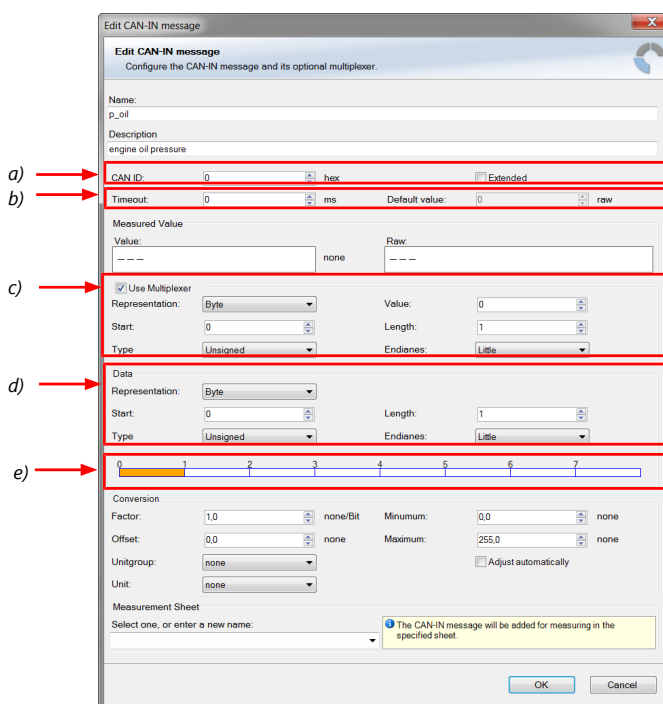 Edit CAN-IN message
Edit CAN-IN message
Configure the CAN-IN message and its optional multiplexer.
Name:
p_oil
Description
engine oil pressure
a) CAN ID: 0 hex Extended
b) Timeout: 0 ms Default value: 0 raw
Measured Value
Value: Raw:
––– none –––
c) Use Multiplexer
Representation: Byte Value: 0
Start: 0 Length: 1
Type Unsigned Endianes: Little
d) Data
Representation: Byte
Start: 0 Length: 1
Type Unsigned Endianes: Little
e) 0 1 2 3 4 5 6 7
Conversion
Factor: 1,0 none/Bit Minumum: 0,0 none
Offset: 0,0 none Maximum: 255,0 none
Unitgroup: none Adjust automatically
Unit: none
Measurement Sheet
Select one, or enter a new name: The CAN-IN message will be added for measuring in the
specified sheet.
OK Cancel